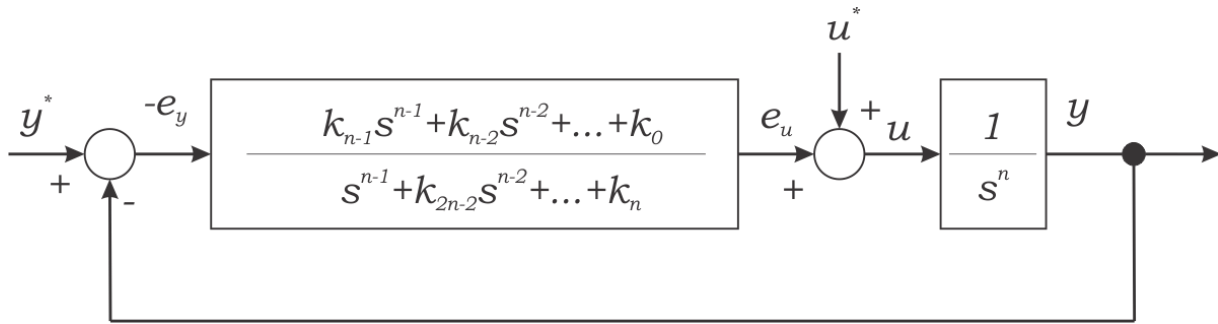 u*
y*
-e_y
k_{n-1}s^{n-1}+k_{n-2}s^{n-2}+...+k_0
s^{n-1}+k_{2n-2}s^{n-2}+...+k_n
e_u
+
u
1
s^n
y
+
-
+